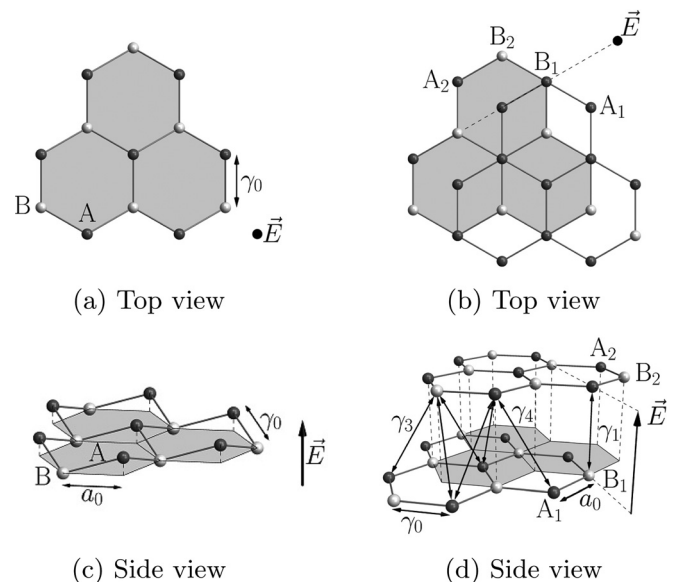 B
A
γ₀
E⃗
(a) Top view
E⃗
B₂
B₁
A₂
A₁
(b) Top view
B
A
γ₀
a₀
E⃗
(c) Side view
A₂
B₂
γ₃
γ₄
γ₁
E⃗
B₁
A₁
a₀
γ₀
(d) Side view